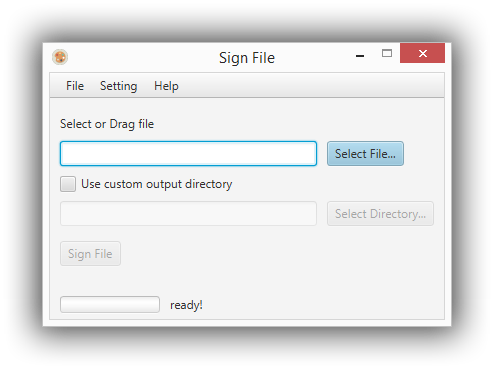 Sign File
File Setting Help
Select or Drag file
Select File...
Use custom output directory
Select Directory...
Sign File
ready!